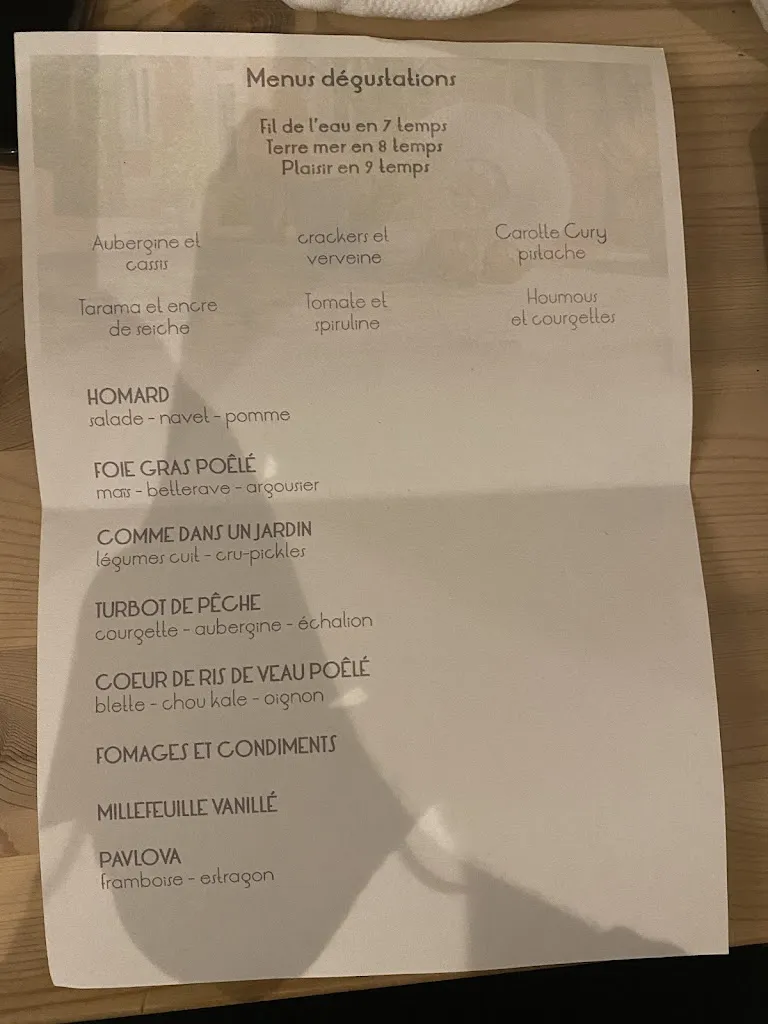 Menus dégustations
Fil de l'eau en 7 temps
Terre mer en 8 temps
Plaisir en 9 temps
Aubergine et
cassis
crackers et
verveine
Carotte Cury
pistache
Tarama et encre
de seiche
Tomate et
spiruline
Houmous
et courgettes
HOMARD
salade - navet - pomme
FOIE GRAS POÊLÉ
maïs - betterave - argousier
COMME DANS UN JARDIN
légumes cuit - cru-pickles
TURBOT DE PÊCHE
courgette - aubergine - échalion
COEUR DE RIS DE VEAU POÊLÉ
blette - chou kale - oignon
FOMAGES ET CONDIMENTS
MILLEFEUILLE VANILLÉ
PAVLOVA
framboise - estragon